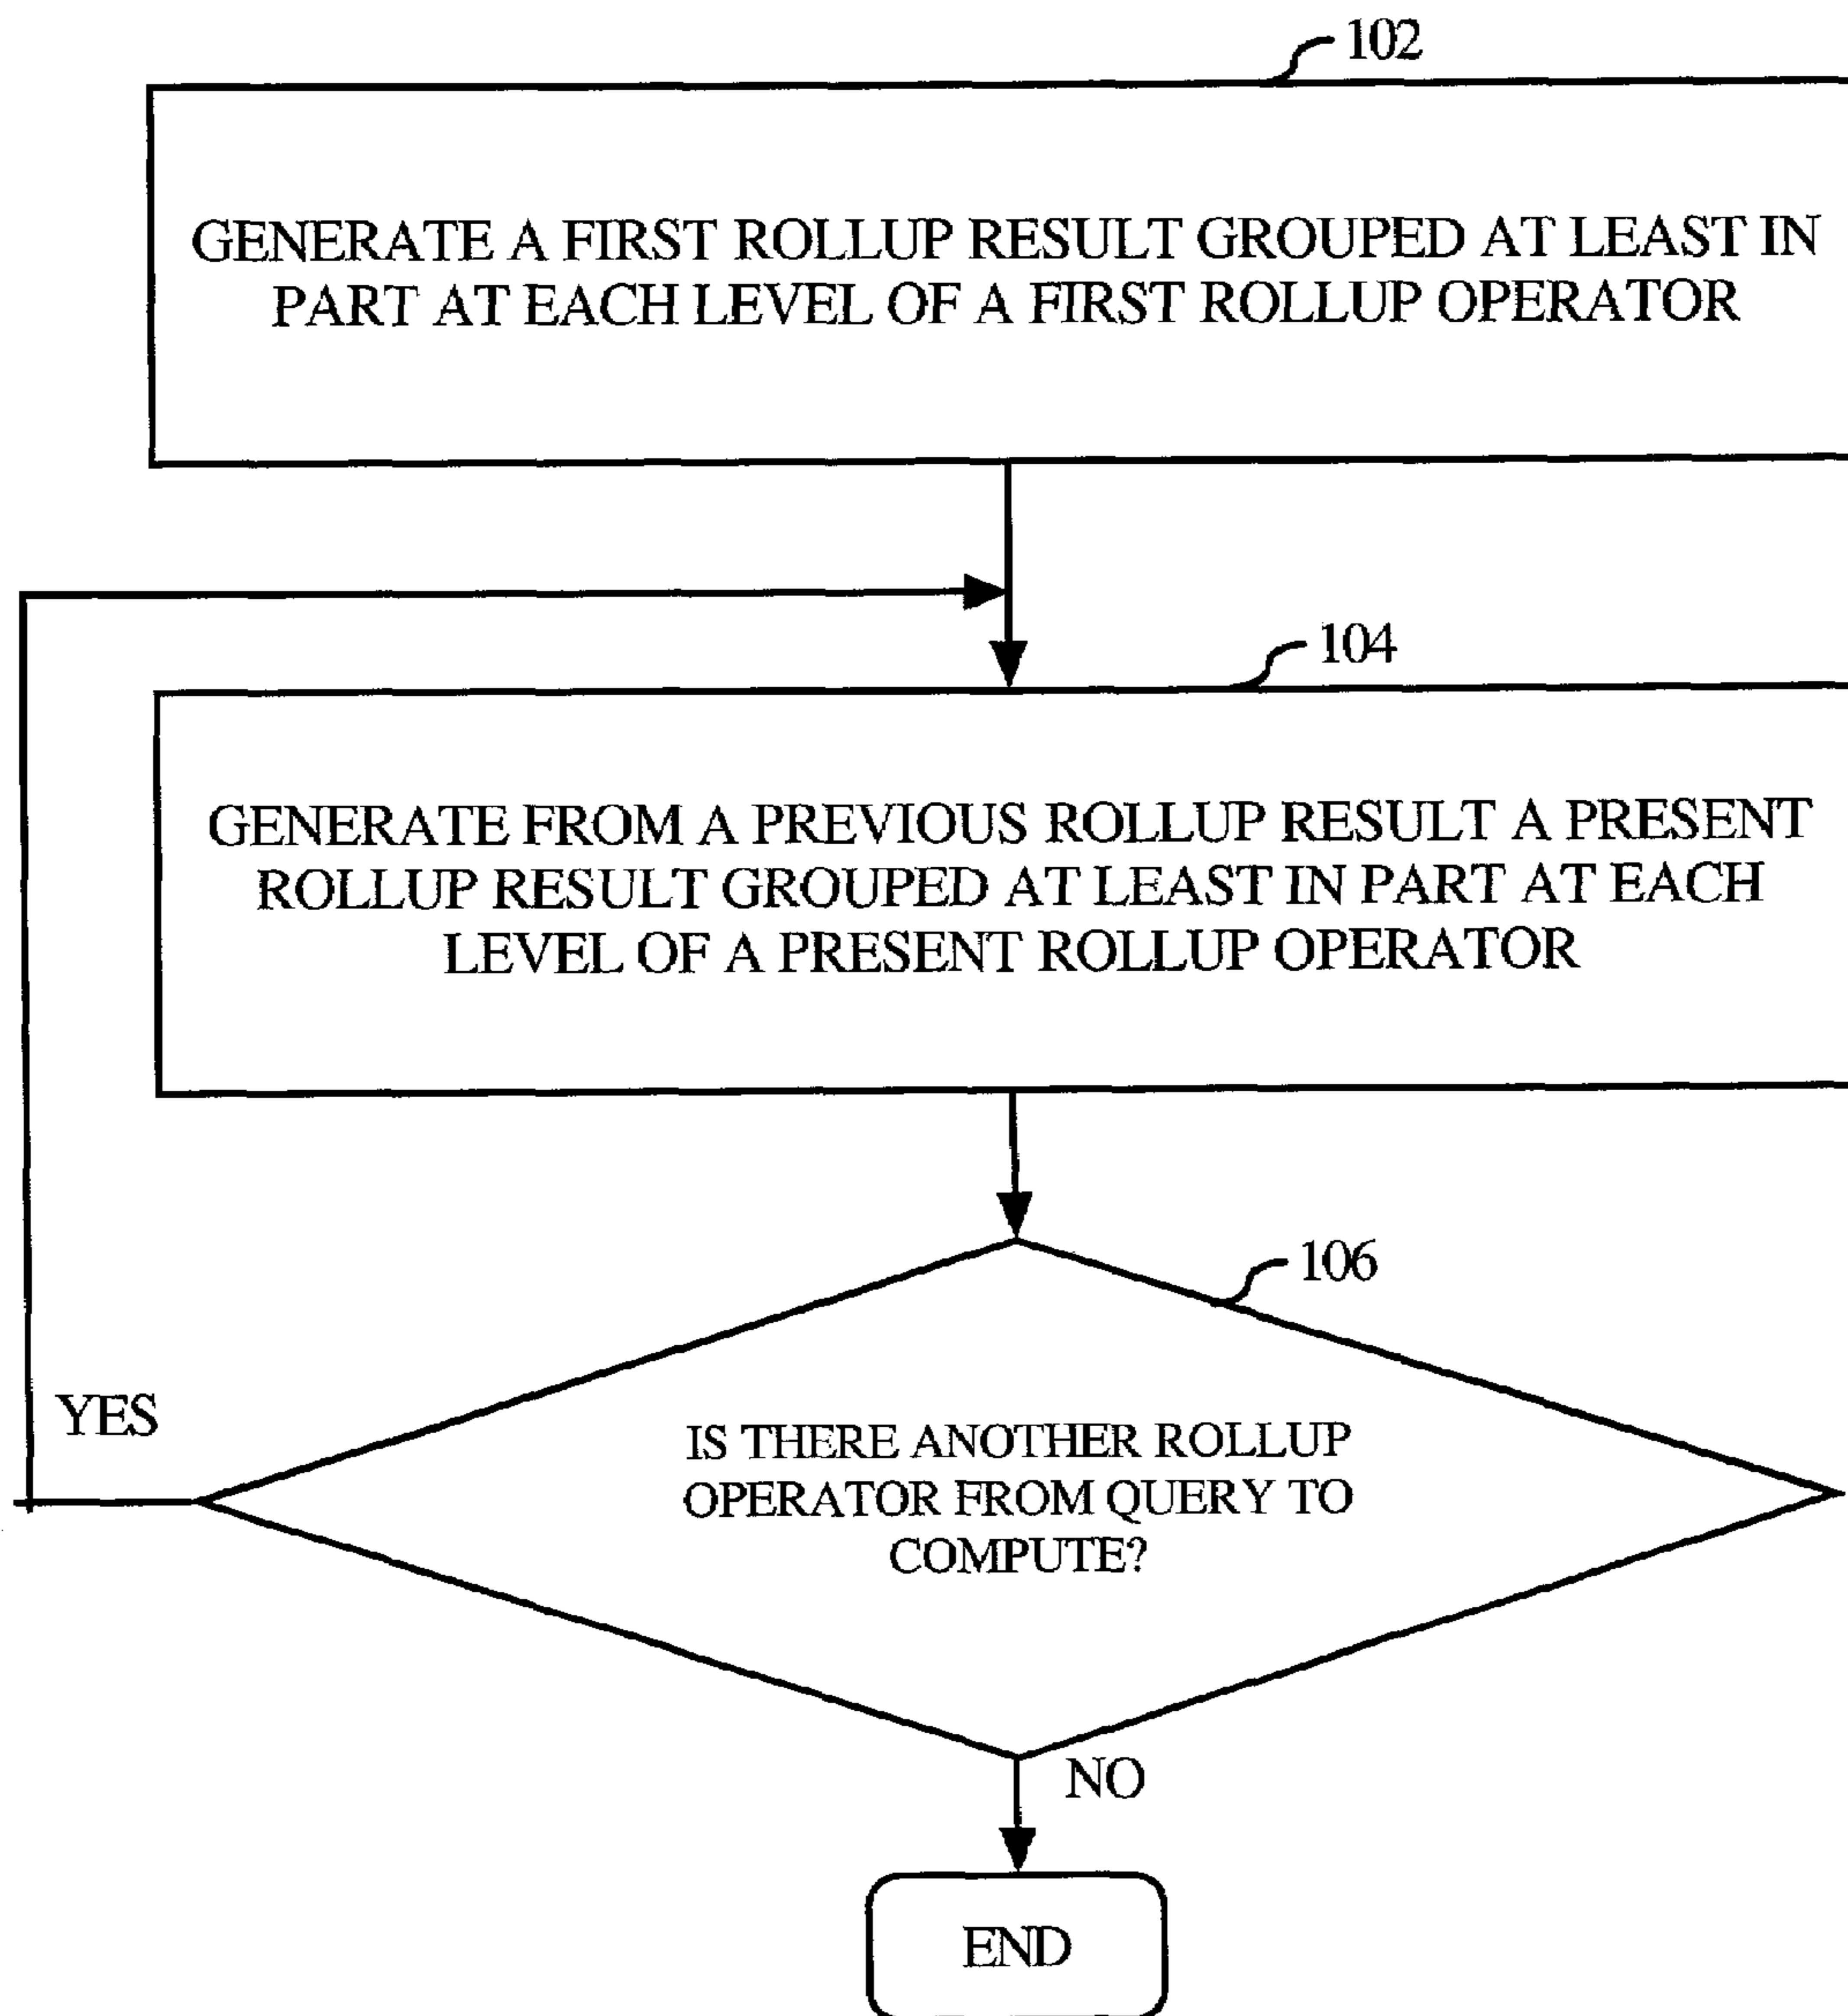 102
GENERATE A FIRST ROLLUP RESULT GROUPED AT LEAST IN
PART AT EACH LEVEL OF A FIRST ROLLUP OPERATOR
104
GENERATE FROM A PREVIOUS ROLLUP RESULT A PRESENT
ROLLUP RESULT GROUPED AT LEAST IN PART AT EACH
LEVEL OF A PRESENT ROLLUP OPERATOR
106
YES
IS THERE ANOTHER ROLLUP
OPERATOR FROM QUERY TO
COMPUTE?
NO
END